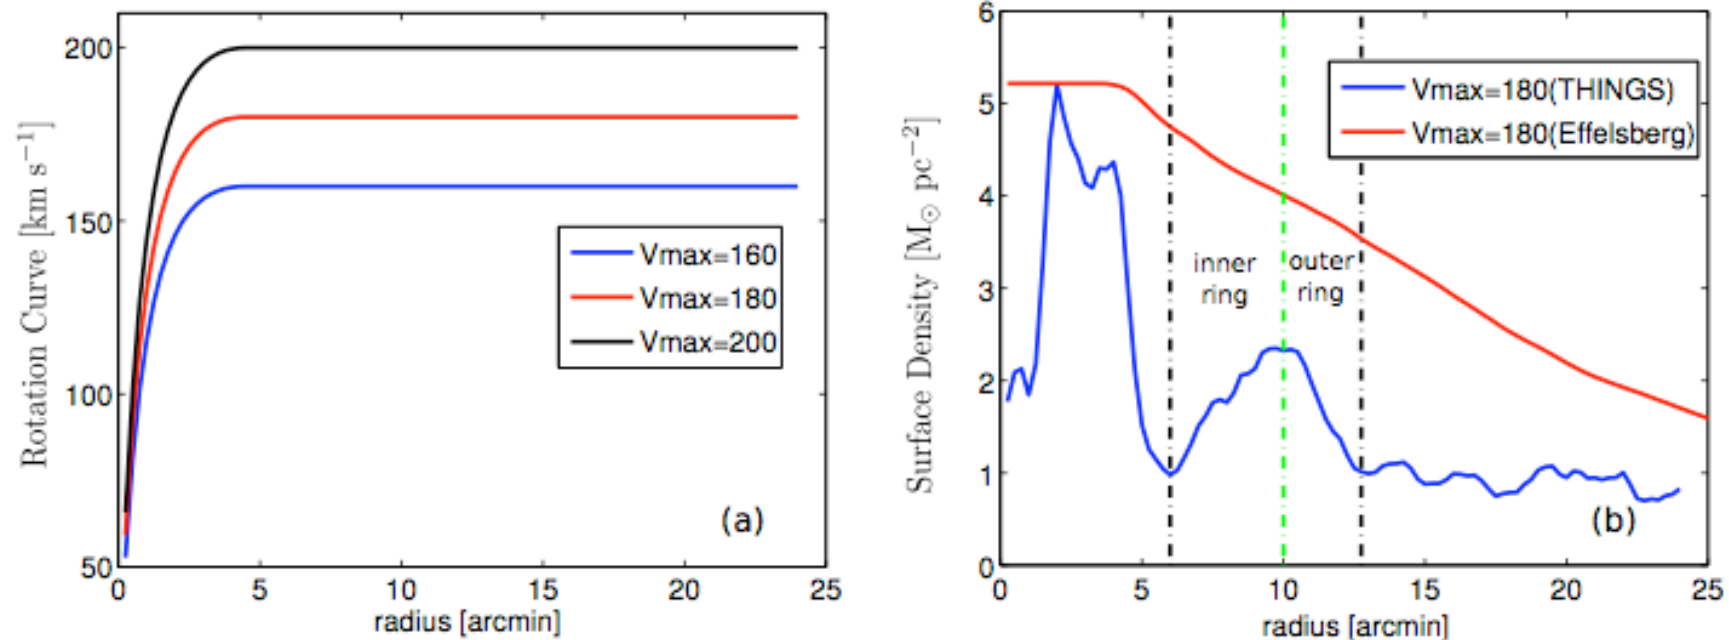 Rotation Curve [km s⁻¹]
200
150
100
50
0 5 10 15 20 25
radius [arcmin]
Vmax=160
Vmax=180
Vmax=200
(a)
Surface Density [M⊙ pc⁻²]
6
5
4
3
2
1
0
0 5 10 15 20 25
radius [arcmin]
Vmax=180(THINGS)
Vmax=180(Effelsberg)
inner
ring
outer
ring
(b)